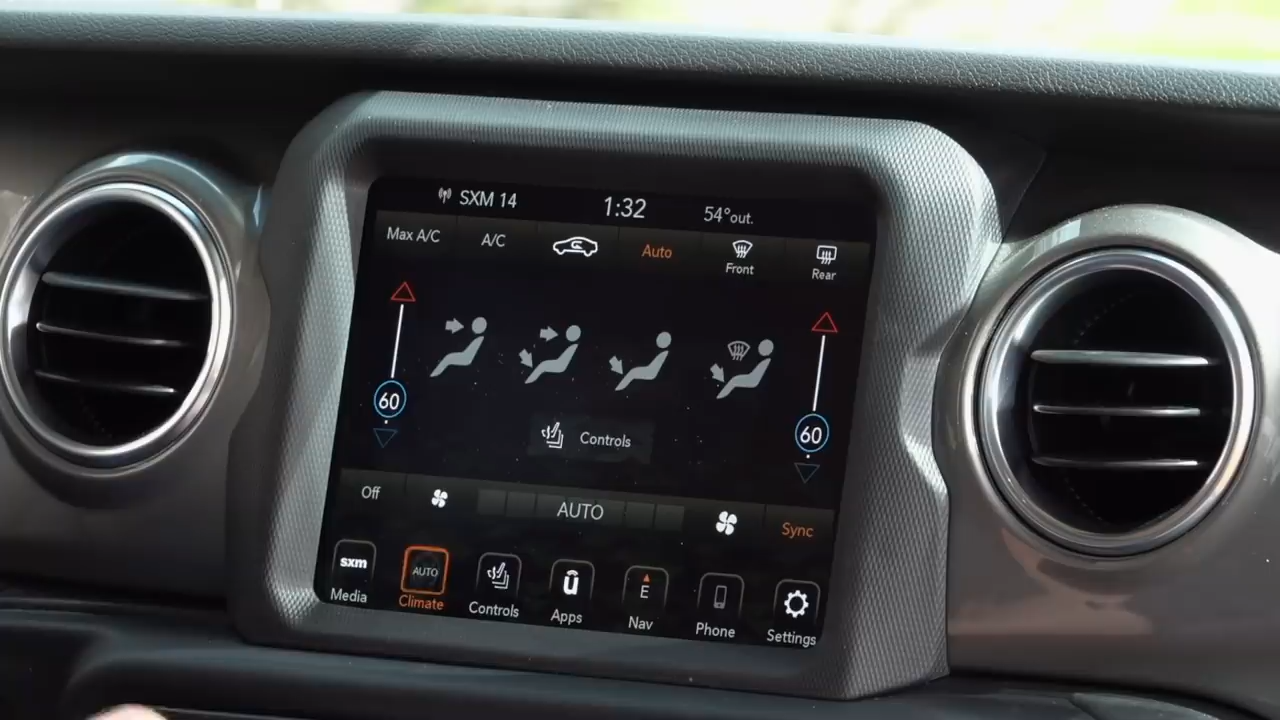 SXM 14 1:32 54°out.
Max A/C A/C Auto Front Rear
60 60
Controls
Off AUTO Sync
sxm AUTO E
Media Climate Controls Apps Nav Phone Settings